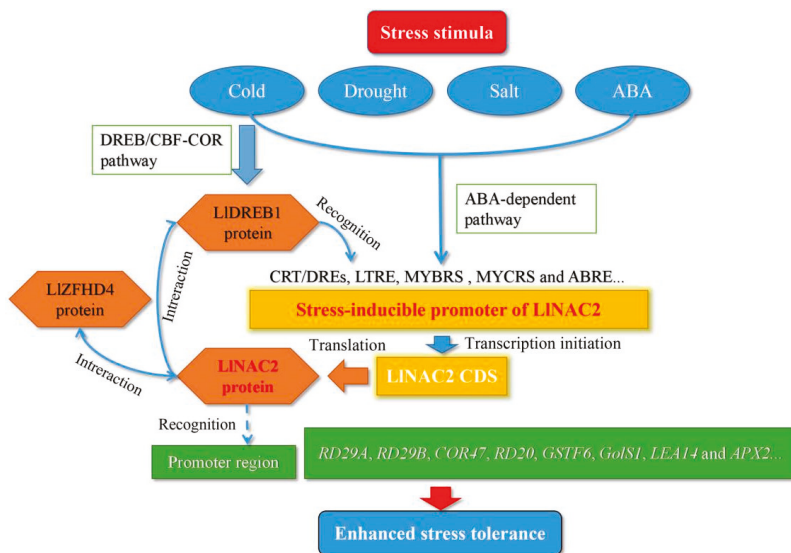 Stress stimula
Cold
Drought
Salt
ABA
DREB/CBF-COR
pathway
ABA-dependent
pathway
LlDREB1
protein
Recognition
CRT/DREs, LTRE, MYBRS , MYCRS and ABRE...
Stress-inducible promoter of LlNAC2
LlZFHD4
protein
Intreraction
Intreraction
Translation
Transcription initiation
LlNAC2
protein
LlNAC2 CDS
Recognition
Promoter region
RD29A, RD29B, COR47, RD20, GSTF6, GolS1, LEA14 and APX2...
Enhanced stress tolerance